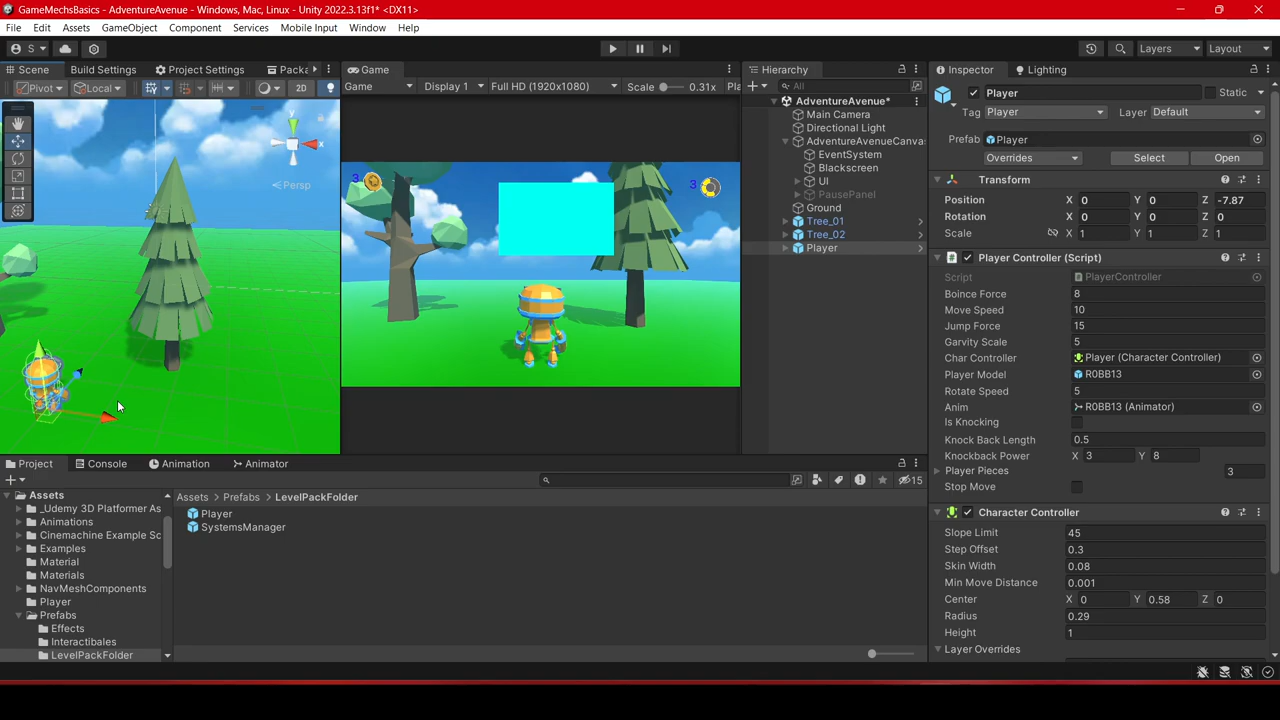 GameMechsBasics - AdventureAvenue - Windows, Mac, Linux - Unity 2022.3.13f1* <DX11>
File Edit Assets GameObject Component Services Mobile Input Window Help
S Layers Layout
Scene Build Settings Project Settings Packa
Pivot Local 2D
Persp
Game
Game Display 1 Full HD (1920x1080) Scale 0.31x Pla
3 3
Hierarchy
All
AdventureAvenue*
Main Camera
Directional Light
AdventureAvenueCanvas
EventSystem
Blackscreen
UI
PausePanel
Ground
Tree_01
Tree_02
Player
Inspector Lighting
Player Static
Tag Player Layer Default
Prefab Player
Overrides Select Open
Transform
Position X 0 Y 0 Z -7.87
Rotation X 0 Y 0 Z 0
Scale X 1 Y 1 Z 1
Player Controller (Script)
Script PlayerController
Boince Force 8
Move Speed 10
Jump Force 15
Garvity Scale 5
Char Controller Player (Character Controller)
Player Model R0BB13
Rotate Speed 5
Anim R0BB13 (Animator)
Is Knocking
Knock Back Length 0.5
Knockback Power X 3 Y 8
Player Pieces 3
Stop Move
Character Controller
Slope Limit 45
Step Offset 0.3
Skin Width 0.08
Min Move Distance 0.001
Center X 0 Y 0.58 Z 0
Radius 0.29
Height 1
Layer Overrides
Project Console Animation Animator
15
Assets
_Udemy 3D Platformer As
Animations
Cinemachine Example Sc
Examples
Material
Materials
NavMeshComponents
Player
Prefabs
Effects
Interactibales
LevelPackFolder
Assets Prefabs LevelPackFolder
Player
SystemsManager